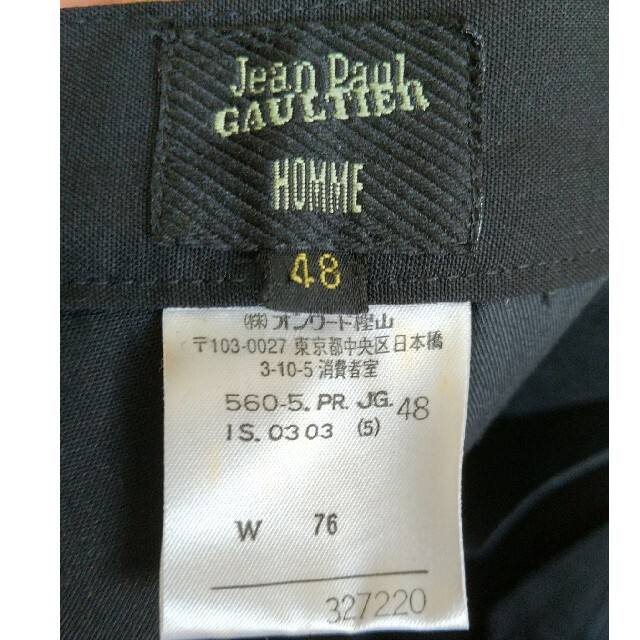 Jean Paul
GAULTIER
HOMME
48
(株)オンワード樫山
〒103-0027 東京都中央区日本橋
3-10-5 消費者室
560-5. PR. JG. 48
IS. 0303 (5)
W 76
327220